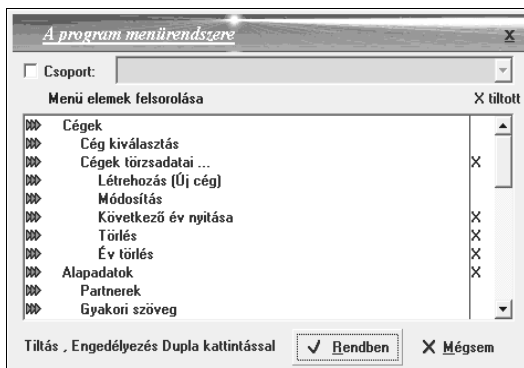 A program menürendszere X
Csoport:
Menü elemek felsorolása X tiltott
Cégek
Cég kiválasztás
Cégek törzsadatai ... X
Létrehozás (Új cég)
Módosítás
Következő év nyitása X
Törlés X
Év törlés X
Alapadatok X
Partnerek
Gyakori szöveg
Tiltás , Engedélyezés Dupla kattintással Rendben Mégsem